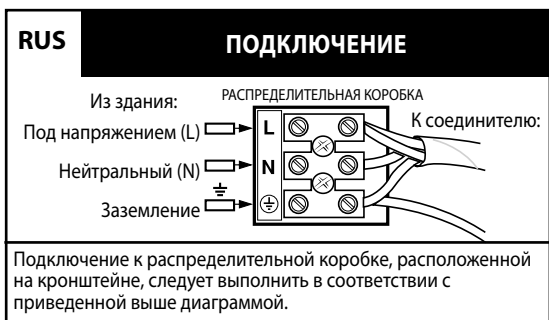 RUS
ПОДКЛЮЧЕНИЕ
РАСПРЕДЕЛИТЕЛЬНАЯ КОРОБКА
Из здания:
К соединителю:
Под напряжением (L)
L
Нейтральный (N)
N
Заземление
Подключение к распределительной коробке, расположенной
на кронштейне, следует выполнить в соответствии с
приведенной выше диаграммой.